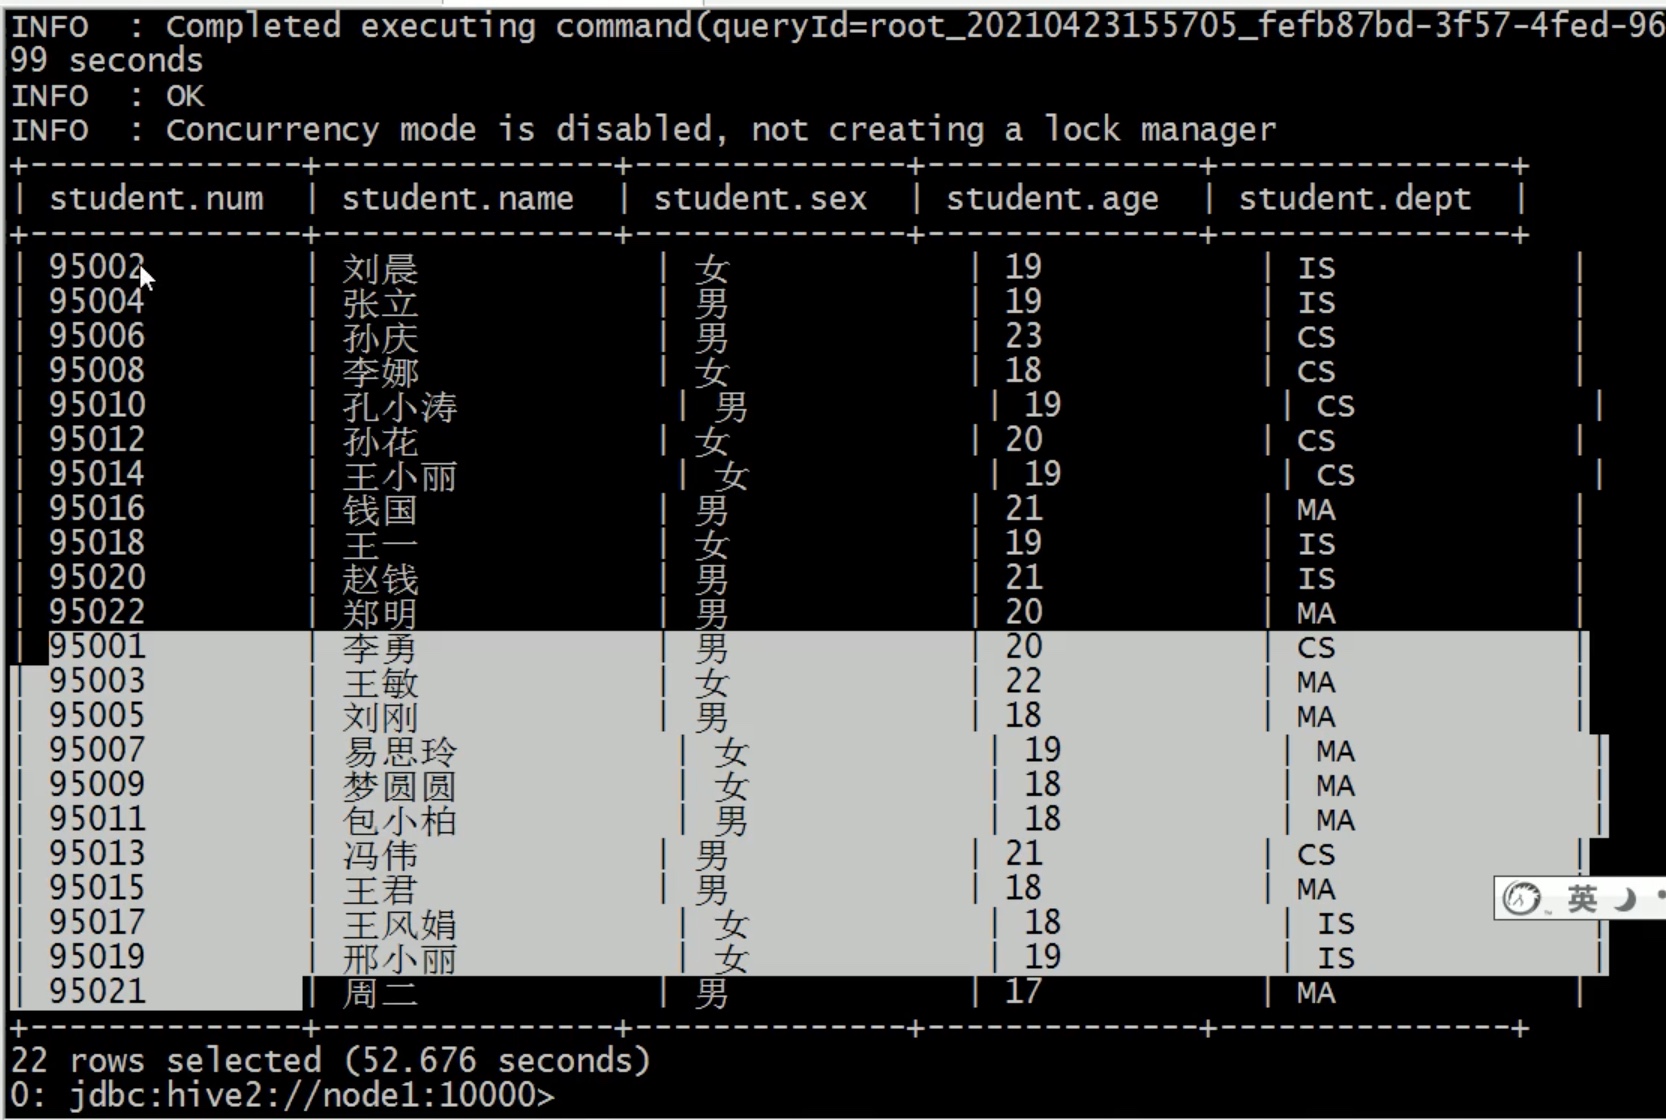 INFO  : Completed executing command(queryId=root_20210423155705_fefb87bd-3f57-4fed-96
99 seconds
INFO  : OK
INFO  : Concurrency mode is disabled, not creating a lock manager
+--------------+---------------+--------------+--------------+---------------+
| student.num  | student.name  | student.sex  | student.age  | student.dept  |
+--------------+---------------+--------------+--------------+---------------+
| 95002 | 刘晨 | 女 | 19 | IS |
| 95004 | 张立 | 男 | 19 | IS |
| 95006 | 孙庆 | 男 | 23 | CS |
| 95008 | 李娜 | 女 | 18 | CS |
| 95010 | 孔小涛 | 男 | 19 | CS |
| 95012 | 孙花 | 女 | 20 | CS |
| 95014 | 王小丽 | 女 | 19 | CS |
| 95016 | 钱国 | 男 | 21 | MA |
| 95018 | 王一 | 女 | 19 | IS |
| 95020 | 赵钱 | 男 | 21 | IS |
| 95022 | 郑明 | 男 | 20 | MA |
| 95001 | 李勇 | 男 | 20 | CS |
| 95003 | 王敏 | 女 | 22 | MA |
| 95005 | 刘刚 | 男 | 18 | MA |
| 95007 | 易思玲 | 女 | 19 | MA |
| 95009 | 梦圆圆 | 女 | 18 | MA |
| 95011 | 包小柏 | 男 | 18 | MA |
| 95013 | 冯伟 | 男 | 21 | CS |
| 95015 | 王君 | 男 | 18 | MA |
英
| 95017 | 王风娟 | 女 | 18 | IS |
| 95019 | 邢小丽 | 女 | 19 | IS |
| 95021 | 周二 | 男 | 17 | MA |
+--------------+---------------+--------------+--------------+---------------+
22 rows selected (52.676 seconds)
0: jdbc:hive2://node1:10000>